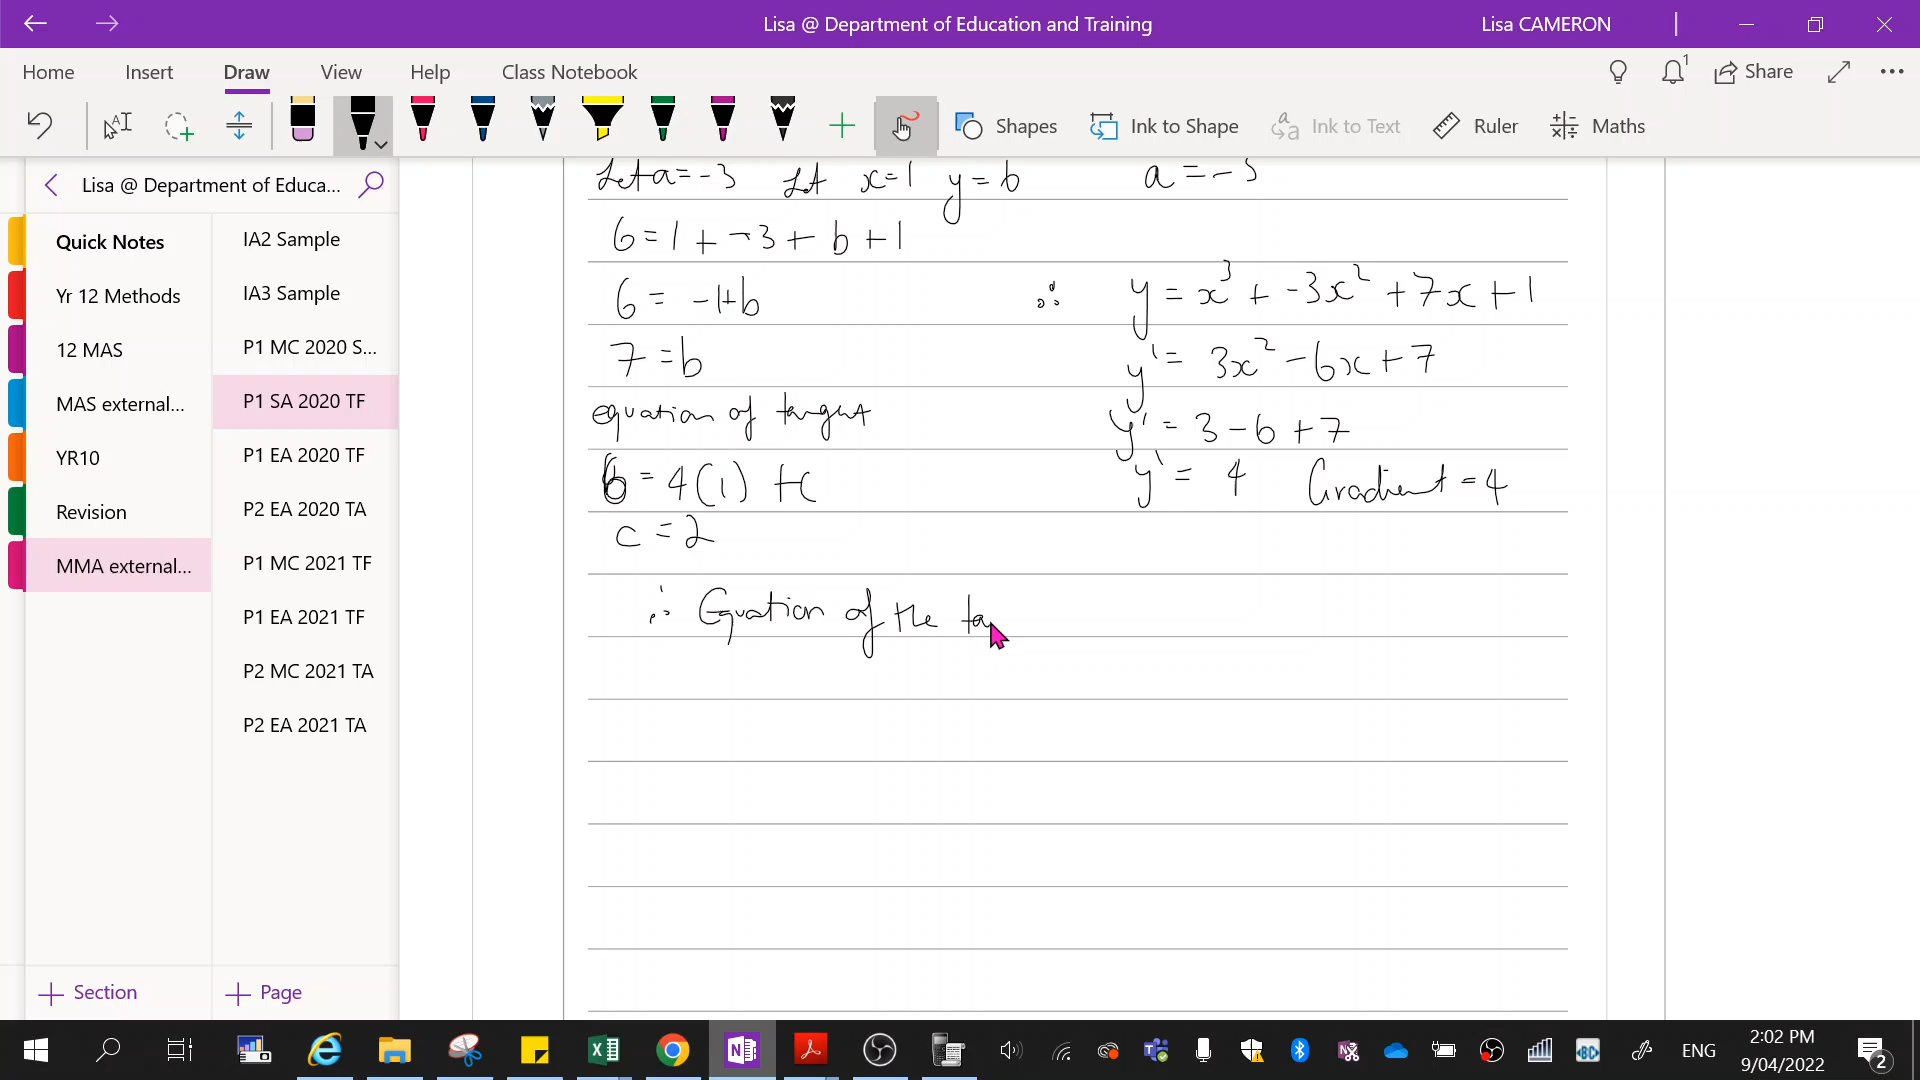 Lisa @ Department of Education and Training
Lisa CAMERON
Home Insert Draw View Help Class Notebook
1
Share
Shapes Ink to Shape Ink to Text Ruler Maths
Lisa @ Department of Educa...
Quick Notes
Yr 12 Methods
12 MAS
MAS external...
YR10
Revision
MMA external...
IA2 Sample
IA3 Sample
P1 MC 2020 S...
P1 SA 2020 TF
P1 EA 2020 TF
P2 EA 2020 TA
P1 MC 2021 TF
P1 EA 2021 TF
P2 MC 2021 TA
P2 EA 2021 TA
Section
Page
Let a = -3 Let x=1 y = 6 a = -3
6 = 1 + -3 + b + 1
6 = -1+b ∴ y = x³ + -3x² + 7x + 1
7 = b y' = 3x² - 6x + 7
equation of tangent y' = 3 - 6 + 7
6 = 4(1) +c y' = 4 Gradient = 4
c = 2
∴ Equation of the ta
ENG
2:02 PM
9/04/2022
2